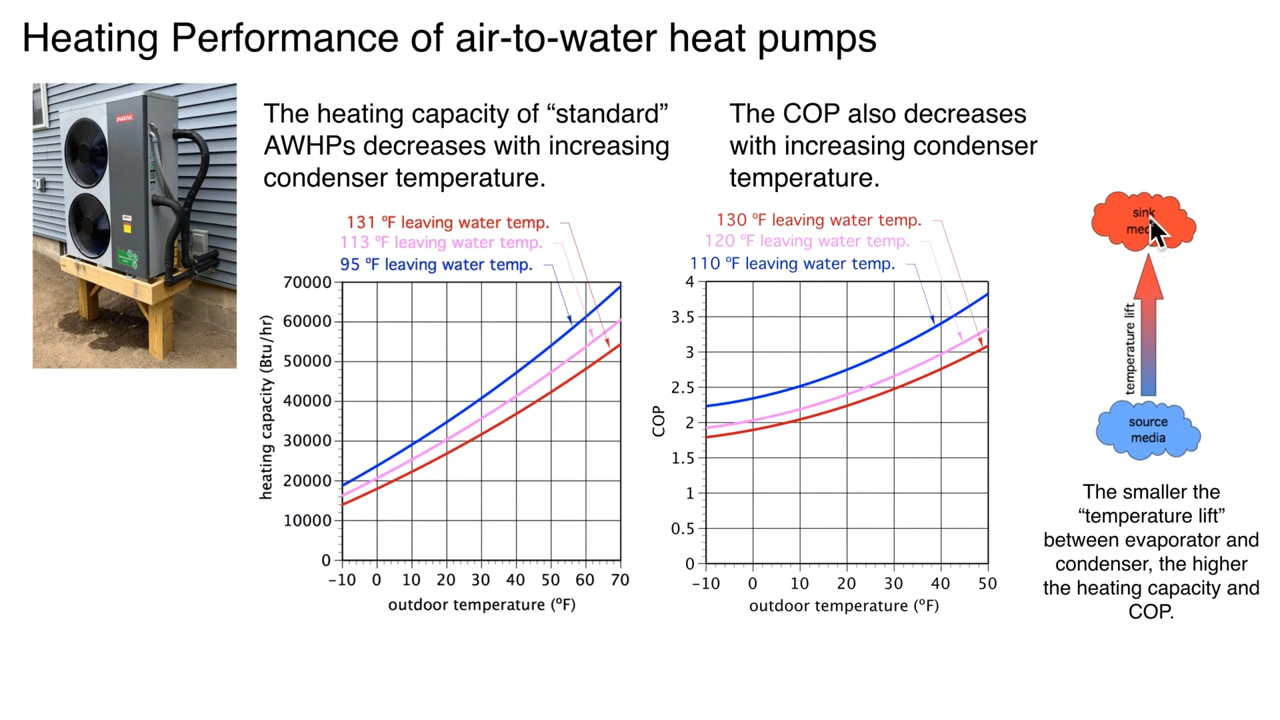 Heating Performance of air-to-water heat pumps
The heating capacity of “standard”
AWHPs decreases with increasing
condenser temperature.
131 ºF leaving water temp.
113 ºF leaving water temp.
95 ºF leaving water temp.
70000
60000
50000
40000
30000
20000
10000
0
heating capacity (Btu/hr)
−10 0 10 20 30 40 50 60 70
outdoor temperature (ºF)
The COP also decreases
with increasing condenser
temperature.
130 ºF leaving water temp.
120 ºF leaving water temp.
110 ºF leaving water temp.
4
3.5
3
2.5
2
1.5
1
0.5
0
COP
−10 0 10 20 30 40 50
outdoor temperature (ºF)
sink
temperature lift
source
media
The smaller the
“temperature lift”
between evaporator and
condenser, the higher
the heating capacity and
COP.